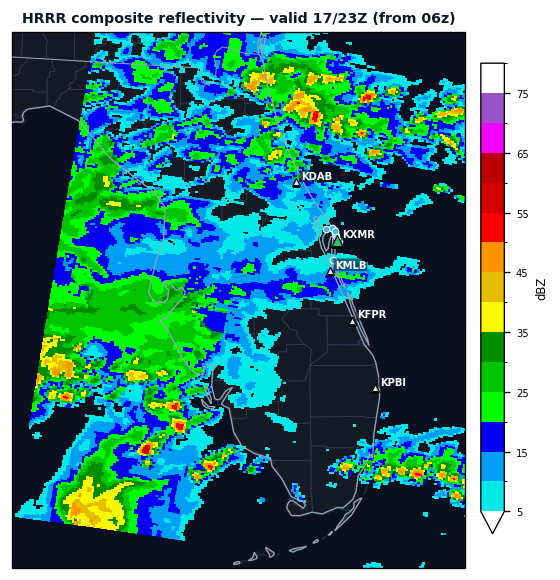 HRRR composite reflectivity — valid 17/23Z (from 06z)
KDAB
KXMR
KMLB
KFPR
KPBI
75
65
55
45
35
25
15
5
dBZ